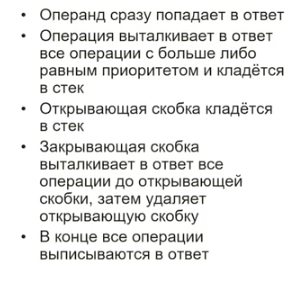 • Операнд сразу попадает в ответ
• Операция выталкивает в ответ
все операции с больше либо
равным приоритетом и кладётся
в стек
• Открывающая скобка кладётся
в стек
• Закрывающая скобка
выталкивает в ответ все
операции до открывающей
скобки, затем удаляет
открывающую скобку
• В конце все операции
выписываются в ответ